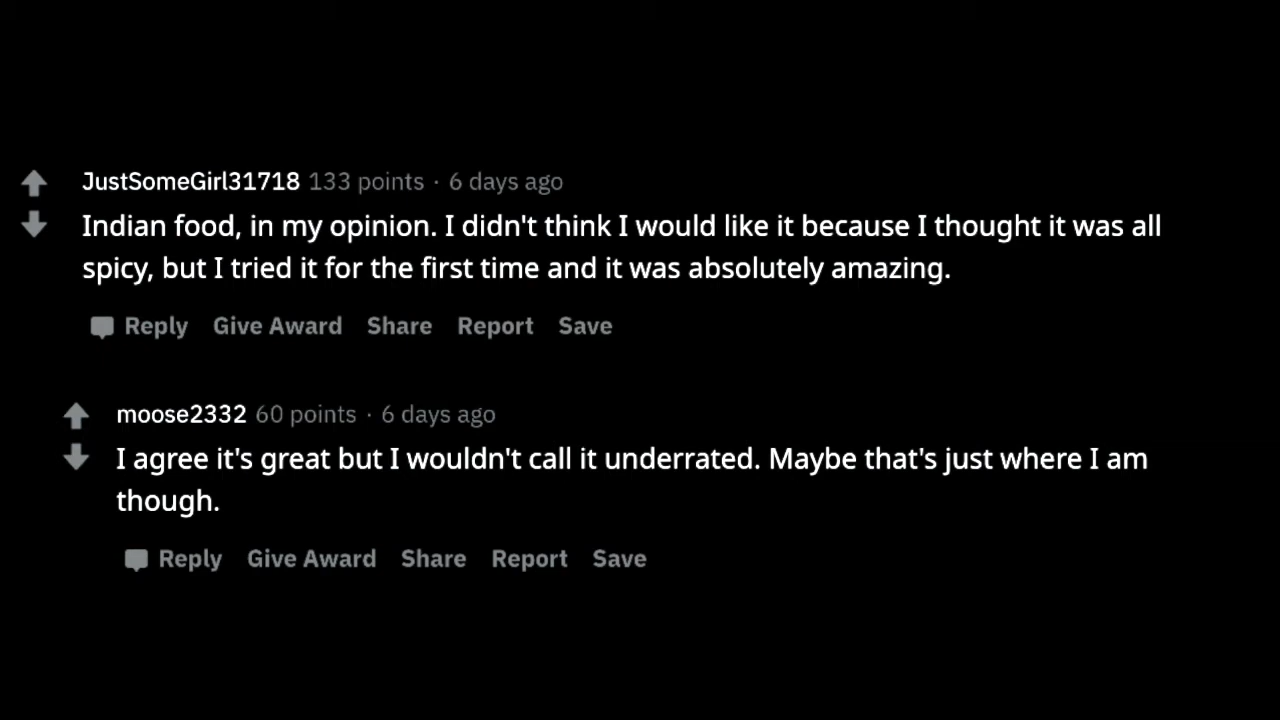 JustSomeGirl31718 133 points · 6 days ago
Indian food, in my opinion. I didn't think I would like it because I thought it was all
spicy, but I tried it for the first time and it was absolutely amazing.
Reply Give Award Share Report Save
moose2332 60 points · 6 days ago
I agree it's great but I wouldn't call it underrated. Maybe that's just where I am
though.
Reply Give Award Share Report Save